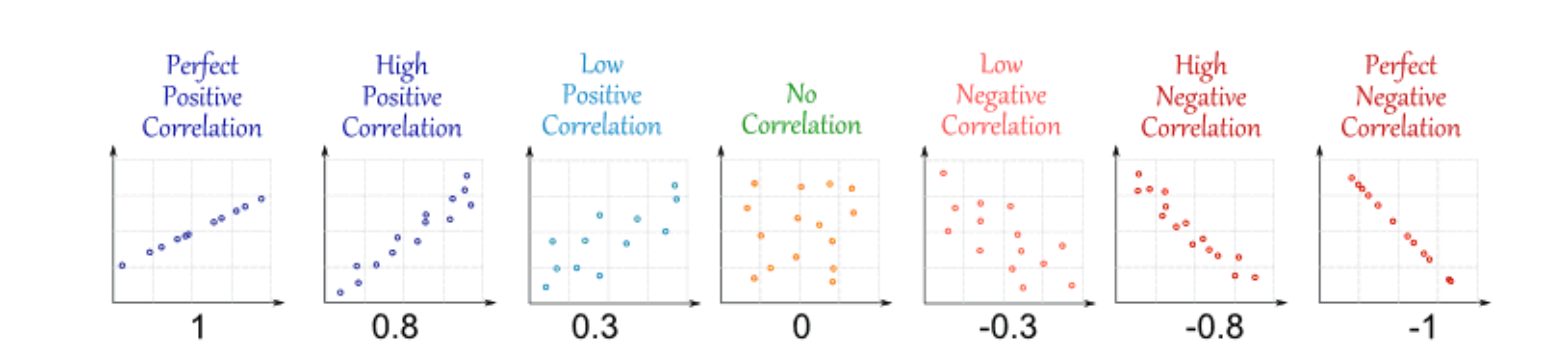 Perfect
Positive
Correlation
High
Positive
Correlation
Low
Positive
Correlation
No
Correlation
Low
Negative
Correlation
High
Negative
Correlation
Perfect
Negative
Correlation
1
0.8
0.3
0
-0.3
-0.8
-1